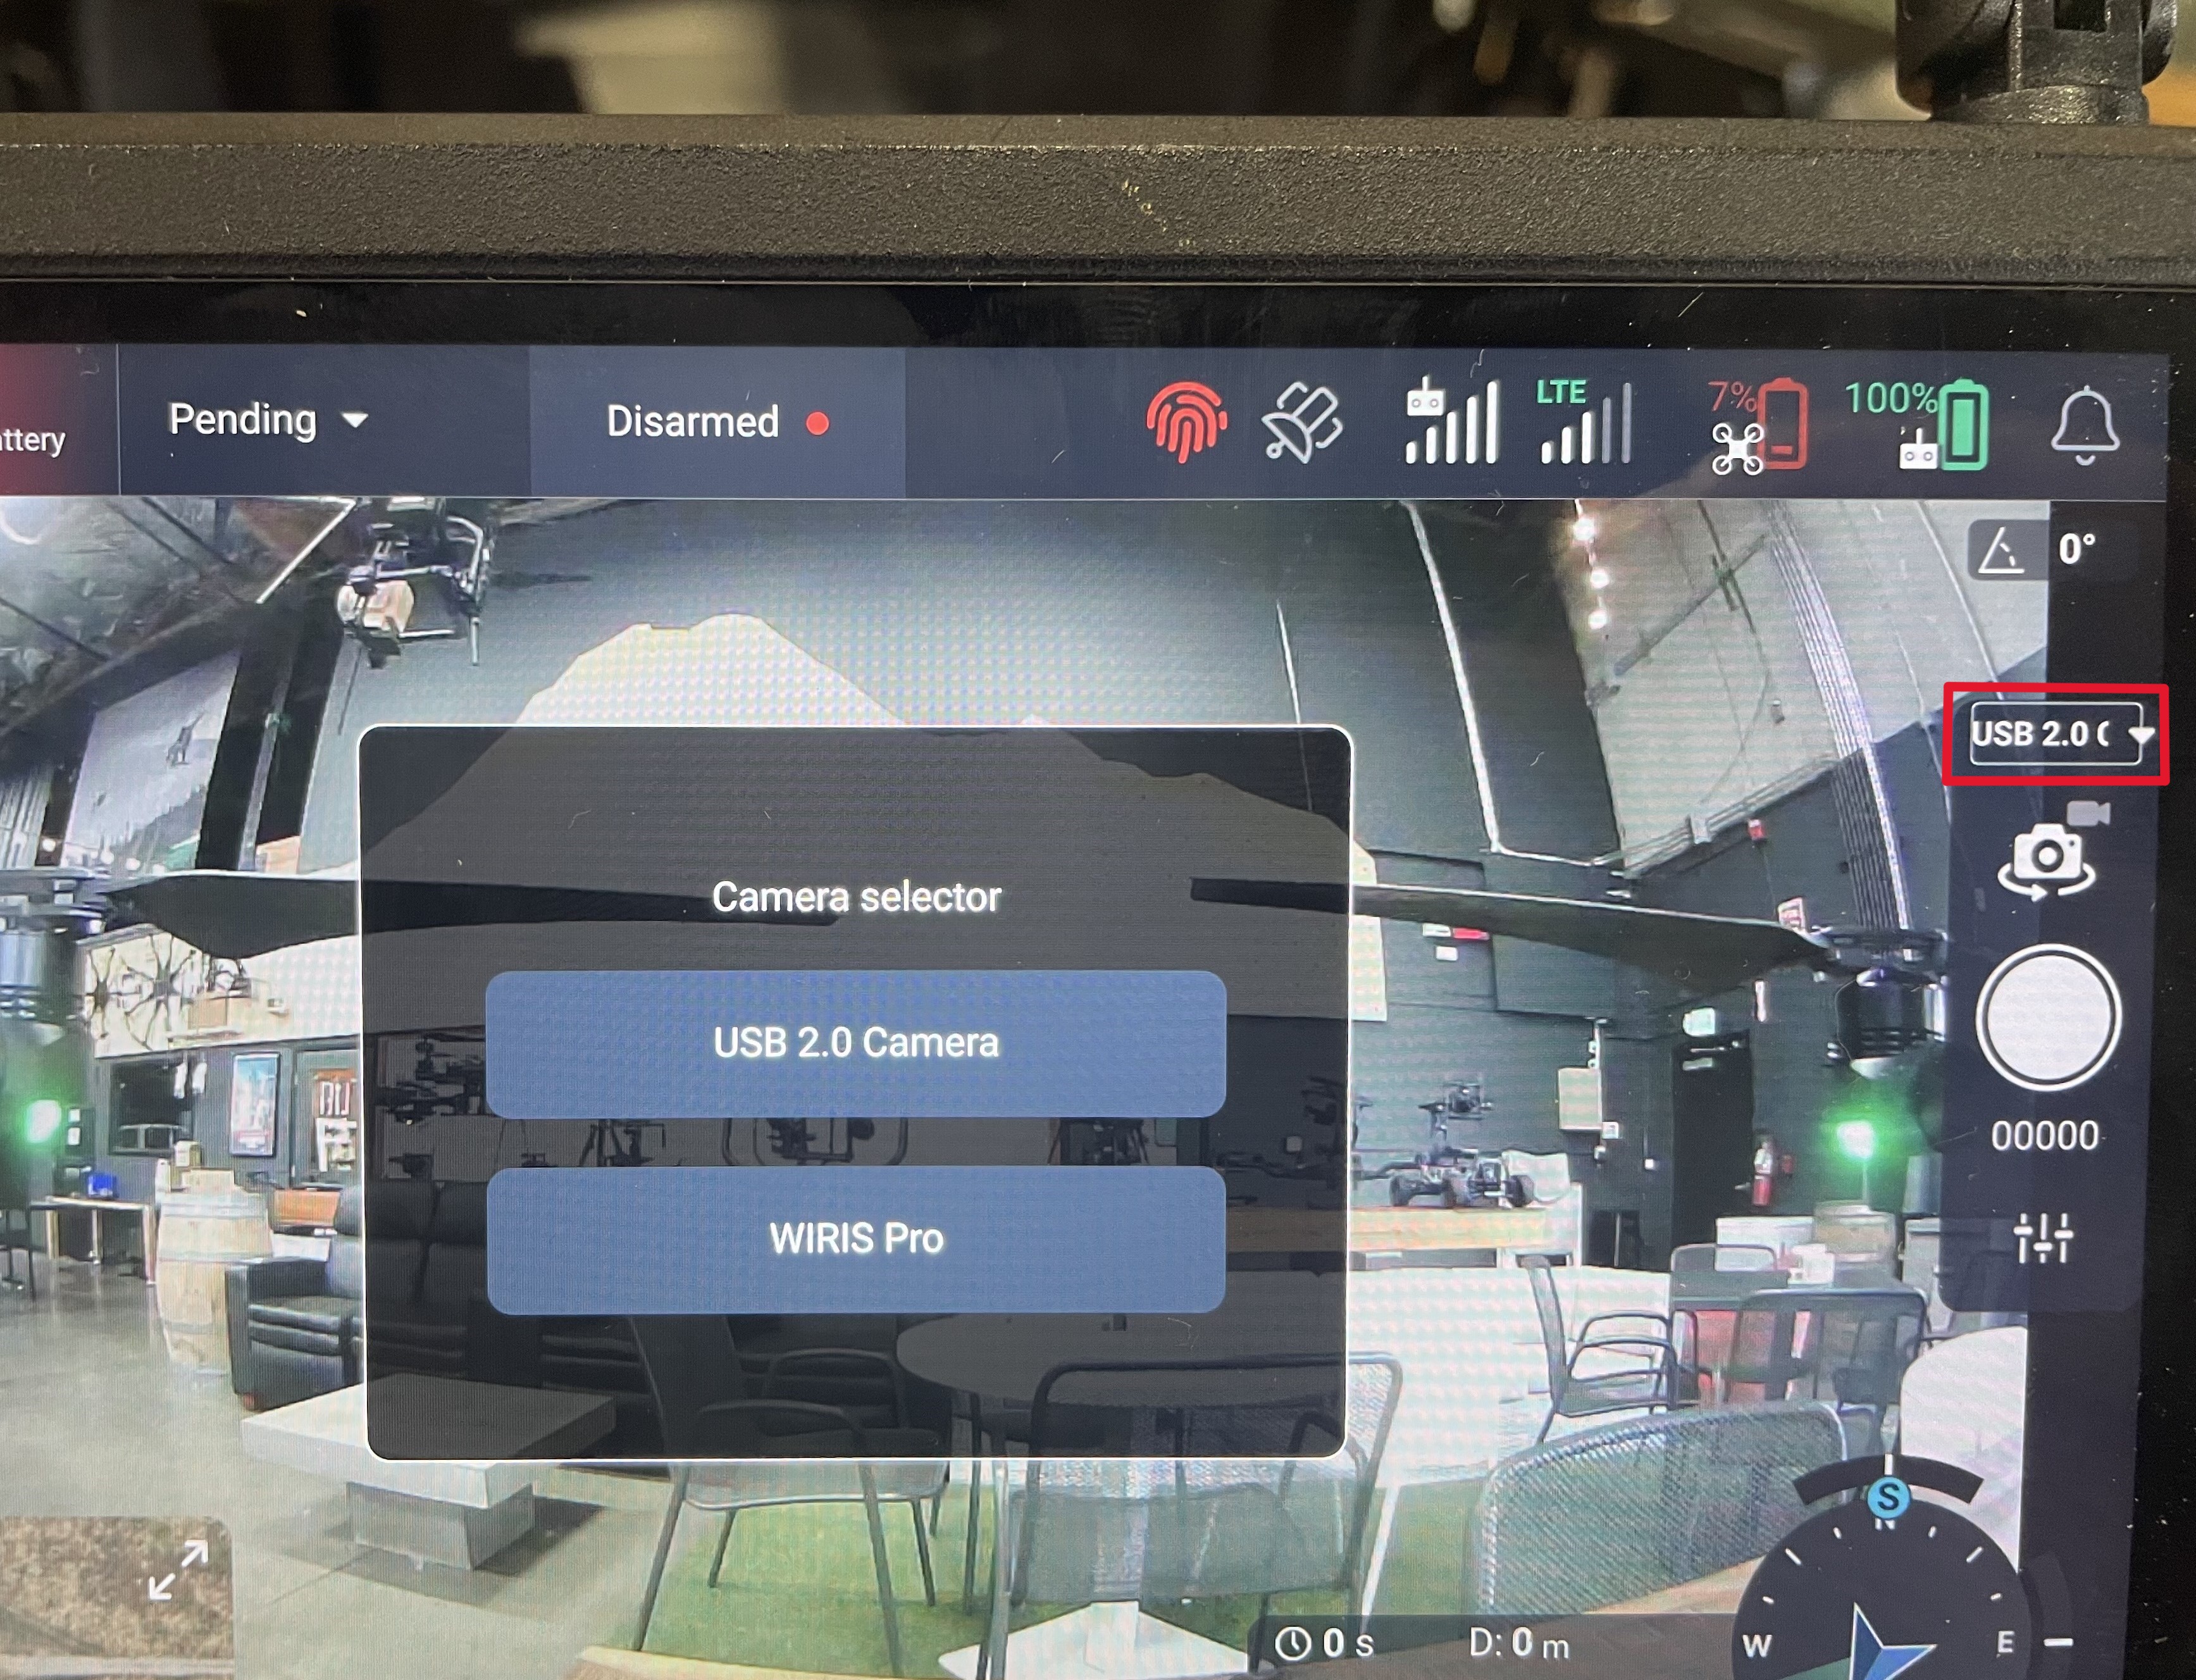 ttery
Pending
Disarmed
LTE
7%
100%
0°
USB 2.0 (
Camera selector
USB 2.0 Camera
WIRIS Pro
00000
S
N
W
E
0 s
D: 0 m